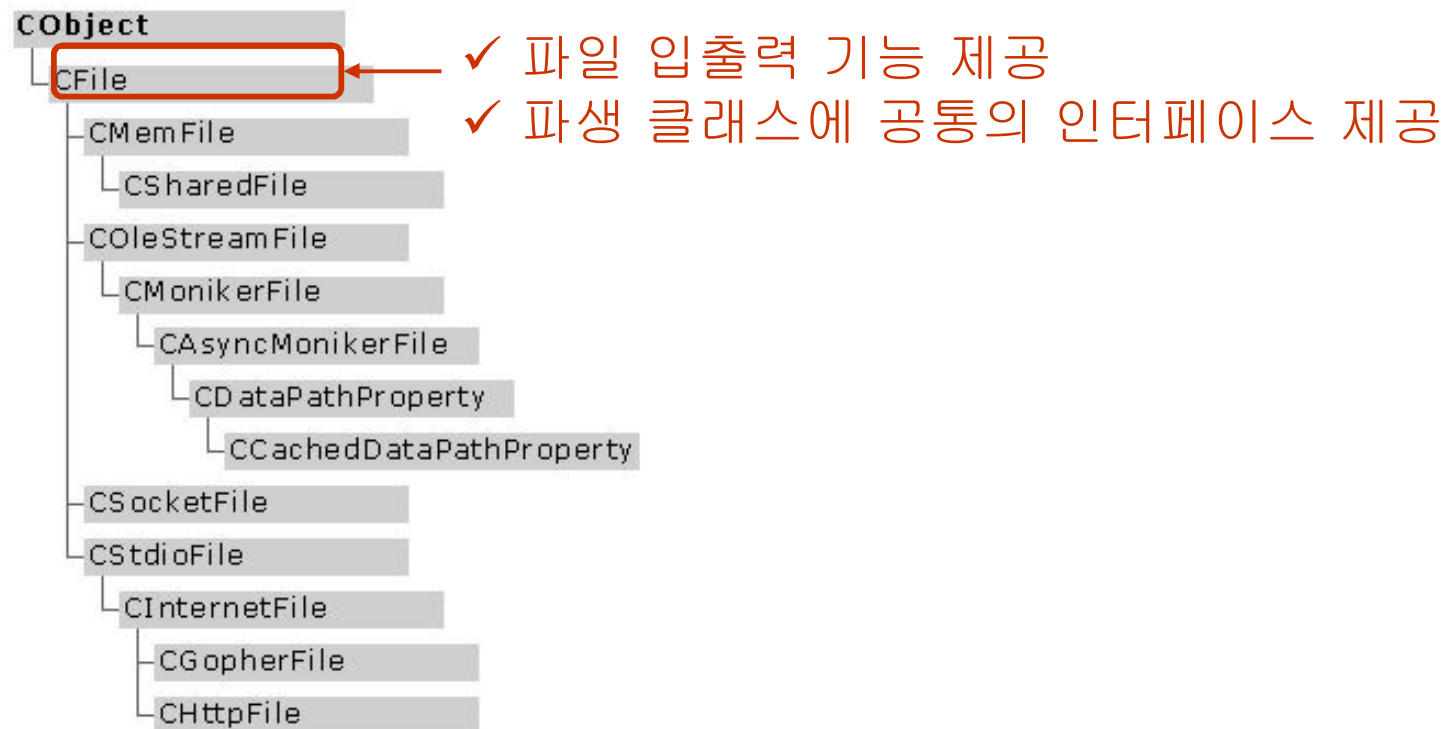 CObject
✓ 파일 입출력 기능 제공
CFile
✓ 파생 클래스에 공통의 인터페이스 제공
CMemFile
CSharedFile
COleStreamFile
CMonikerFile
CAsyncMonikerFile
CDataPathProperty
CCachedDataPathProperty
CSocketFile
CStdioFile
CInternetFile
CGopherFile
CHttpFile